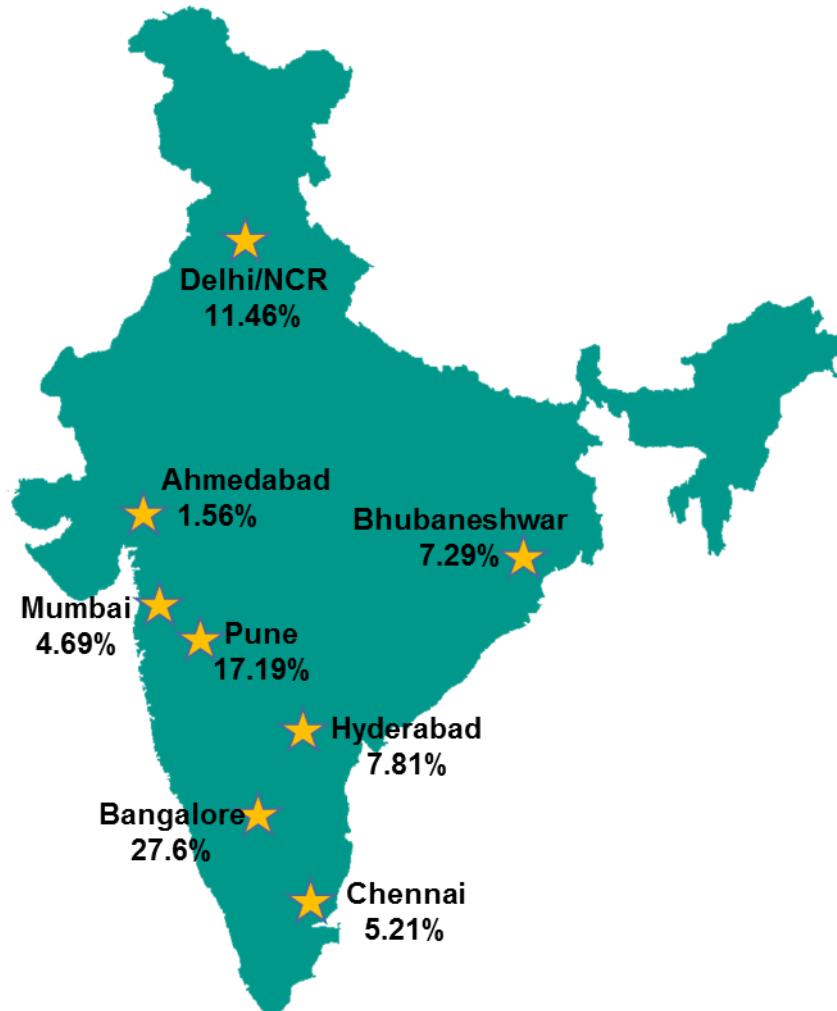 Delhi/NCR
11.46%
Ahmedabad
1.56%
Bhubaneshwar
7.29%
Mumbai
4.69%
Pune
17.19%
Hyderabad
7.81%
Bangalore
27.6%
Chennai
5.21%